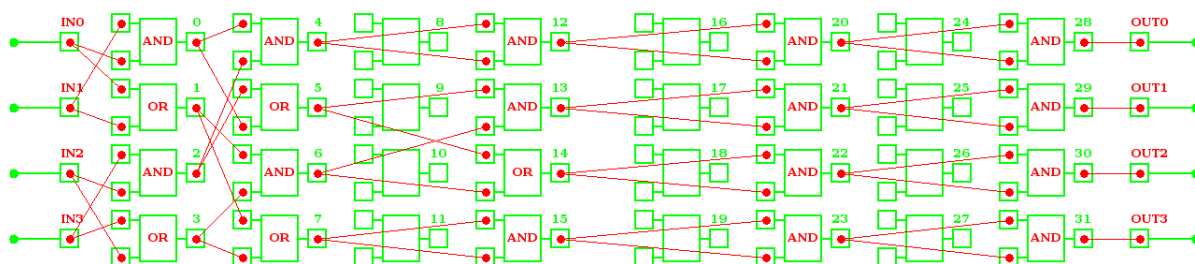 IN0 AND 0 AND 4 8 12 16 20 24 28 OUT0
AND AND AND
IN1 OR 1 OR 5 9 13 17 21 25 29 OUT1
AND AND AND
IN2 AND 2 AND 6 10 14 18 22 26 30 OUT2
OR AND AND
IN3 OR 3 OR 7 11 15 19 23 27 31 OUT3
AND AND AND